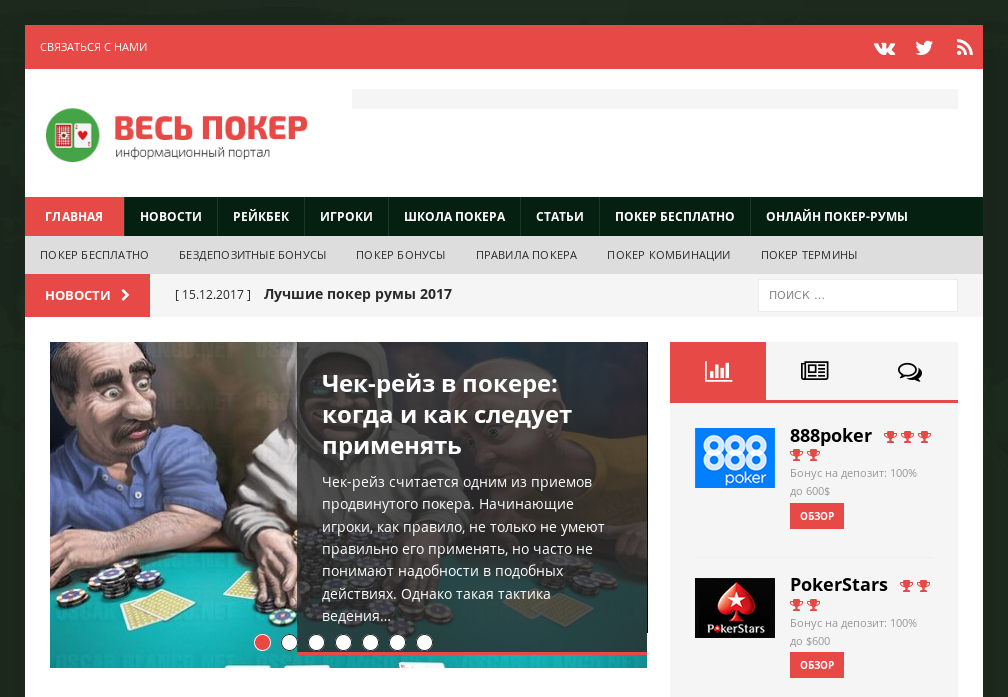 СВЯЗАТЬСЯ С НАМИ
ВЕСЬ ПОКЕР
информационный портал
ГЛАВНАЯ НОВОСТИ РЕЙКБЕК ИГРОКИ ШКОЛА ПОКЕРА СТАТЬИ ПОКЕР БЕСПЛАТНО ОНЛАЙН ПОКЕР-РУМЫ
ПОКЕР БЕСПЛАТНО БЕЗДЕПОЗИТНЫЕ БОНУСЫ ПОКЕР БОНУСЫ ПРАВИЛА ПОКЕРА ПОКЕР КОМБИНАЦИИ ПОКЕР ТЕРМИНЫ
НОВОСТИ [ 15.12.2017 ] Лучшие покер румы 2017 ПОИСК ...
Чек-рейз в покере:
когда и как следует
применять
Чек-рейз считается одним из приемов
продвинутого покера. Начинающие
игроки, как правило, не только не умеют
правильно его применять, но часто не
понимают надобности в подобных
действиях. Однако такая тактика
ведения...
888 poker
888poker
Бонус на депозит: 100%
до 600$
ОБЗОР
PokerStars
PokerStars
Бонус на депозит: 100%
до $600
ОБЗОР